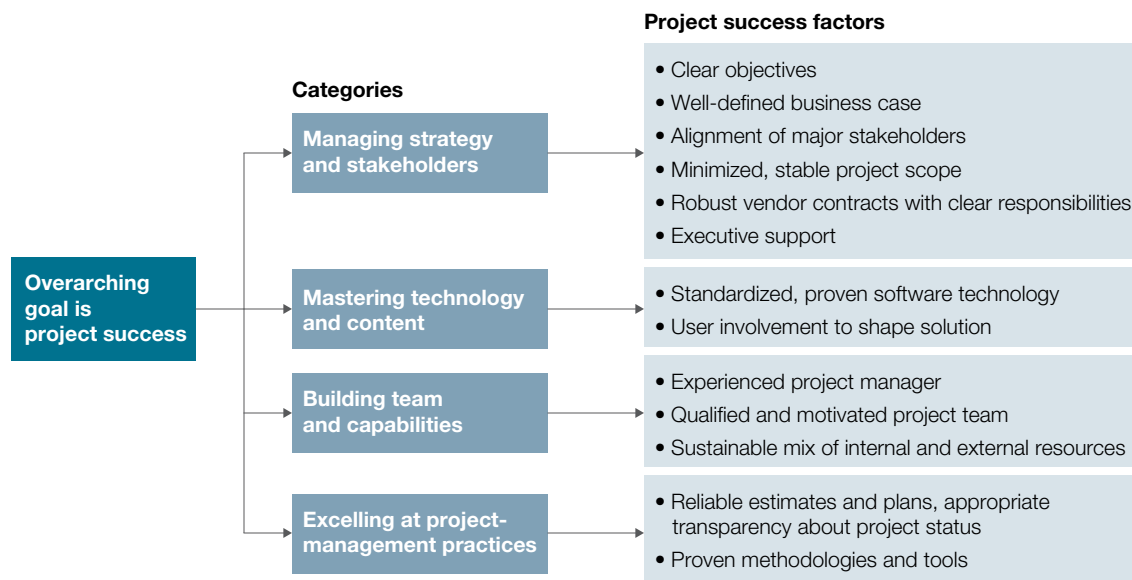 Project success factors
Categories
Overarching
goal is
project success
Managing strategy
and stakeholders
• Clear objectives
• Well-defined business case
• Alignment of major stakeholders
• Minimized, stable project scope
• Robust vendor contracts with clear responsibilities
• Executive support
Mastering technology
and content
• Standardized, proven software technology
• User involvement to shape solution
Building team
and capabilities
• Experienced project manager
• Qualified and motivated project team
• Sustainable mix of internal and external resources
Excelling at project-
management practices
• Reliable estimates and plans, appropriate
transparency about project status
• Proven methodologies and tools